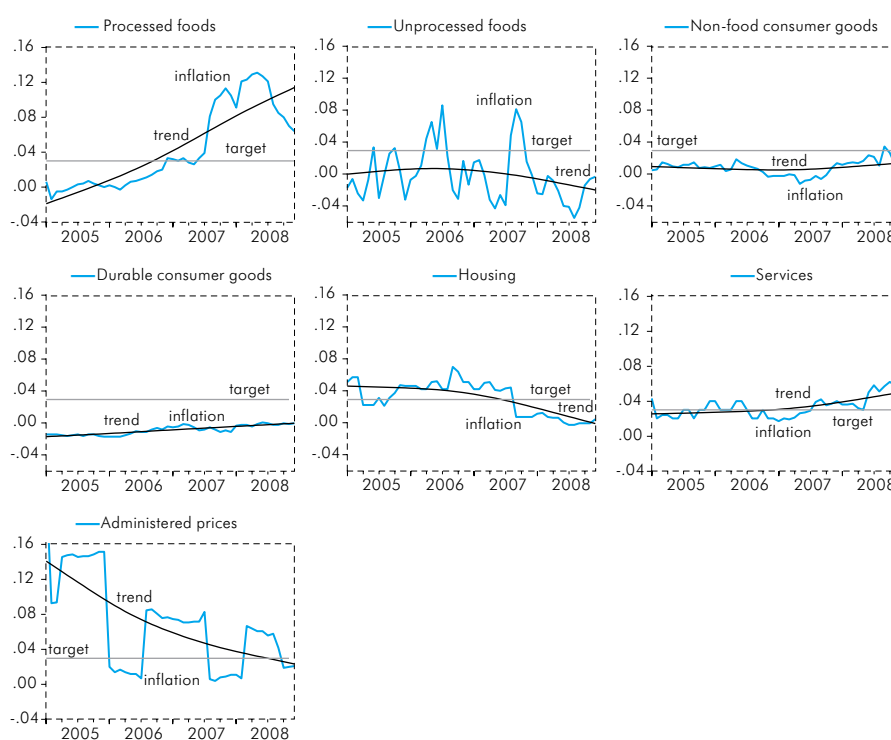 Processed foods
.16
.12
.08
.04
.00
-.04
inflation
trend
target
2005 2006 2007 2008
Unprocessed foods
.16
.12
.08
.04
.00
-.04
inflation
target
trend
2005 2006 2007 2008
Non-food consumer goods
.16
.12
.08
.04
.00
-.04
target
trend
inflation
2005 2006 2007 2008
Durable consumer goods
.16
.12
.08
.04
.00
-.04
target
trend
inflation
2005 2006 2007 2008
Housing
.16
.12
.08
.04
.00
-.04
target
trend
inflation
2005 2006 2007 2008
Services
.16
.12
.08
.04
.00
-.04
trend
target
inflation
2005 2006 2007 2008
Administered prices
.16
.12
.08
.04
.00
-.04
trend
target
inflation
2005 2006 2007 2008